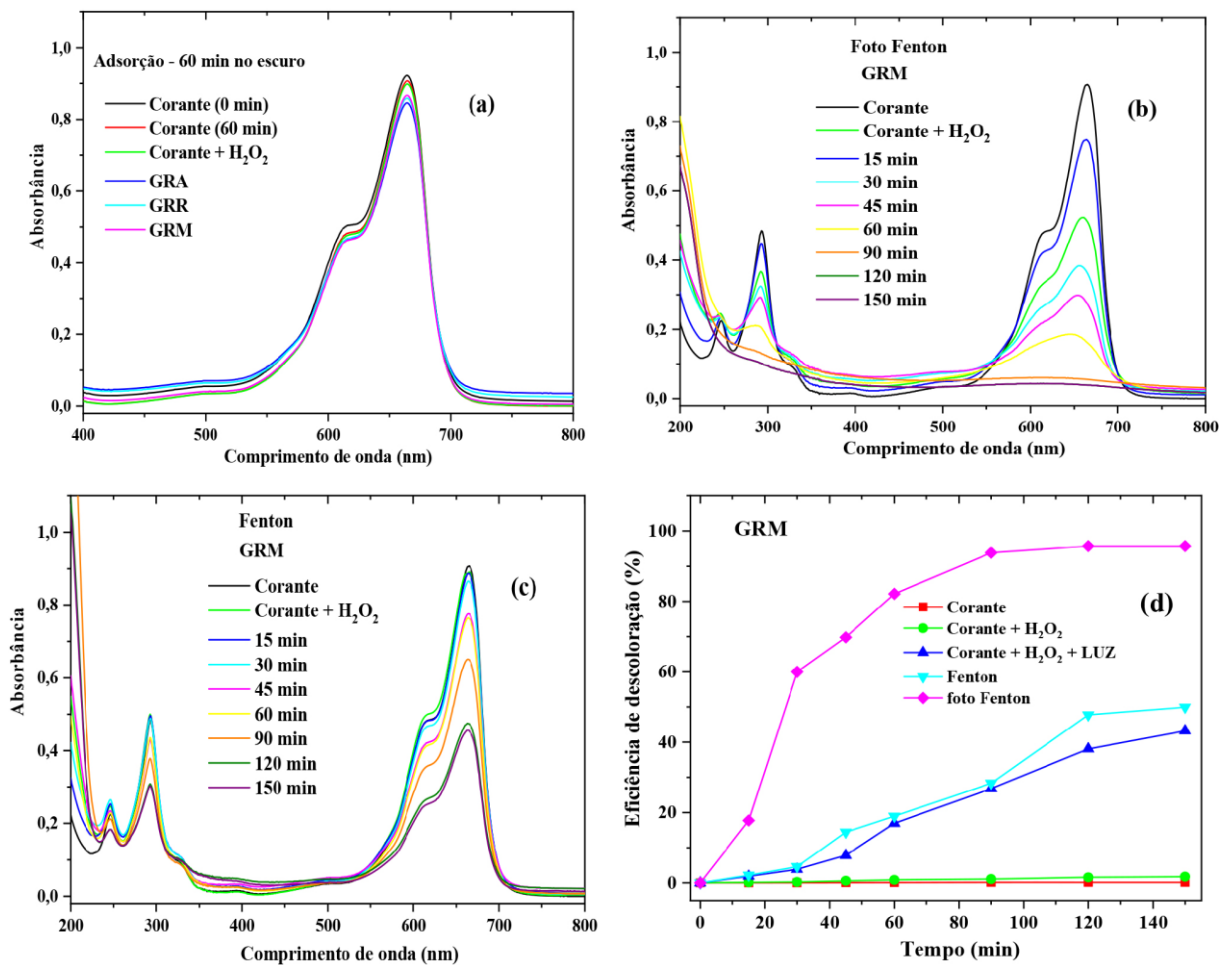 Adsorção - 60 min no escuro
Corante (0 min)
Corante (60 min)
Corante + H₂O₂
GRA
GRR
GRM
(a)
Absorbância
1,0
0,8
0,6
0,4
0,2
0,0
400 500 600 700 800
Comprimento de onda (nm)
Foto Fenton
GRM
Corante
Corante + H₂O₂
15 min
30 min
45 min
60 min
90 min
120 min
150 min
(b)
Absorbância
1,0
0,8
0,6
0,4
0,2
0,0
200 300 400 500 600 700 800
Comprimento de onda (nm)
Fenton
GRM
Corante
Corante + H₂O₂
15 min
30 min
45 min
60 min
90 min
120 min
150 min
(c)
Absorbância
1,0
0,8
0,6
0,4
0,2
0,0
200 300 400 500 600 700 800
Comprimento de onda (nm)
GRM
(d)
Corante
Corante + H₂O₂
Corante + H₂O₂ + LUZ
Fenton
foto Fenton
Eficiência de descoloração (%)
100
80
60
40
20
0
0 20 40 60 80 100 120 140
Tempo (min)